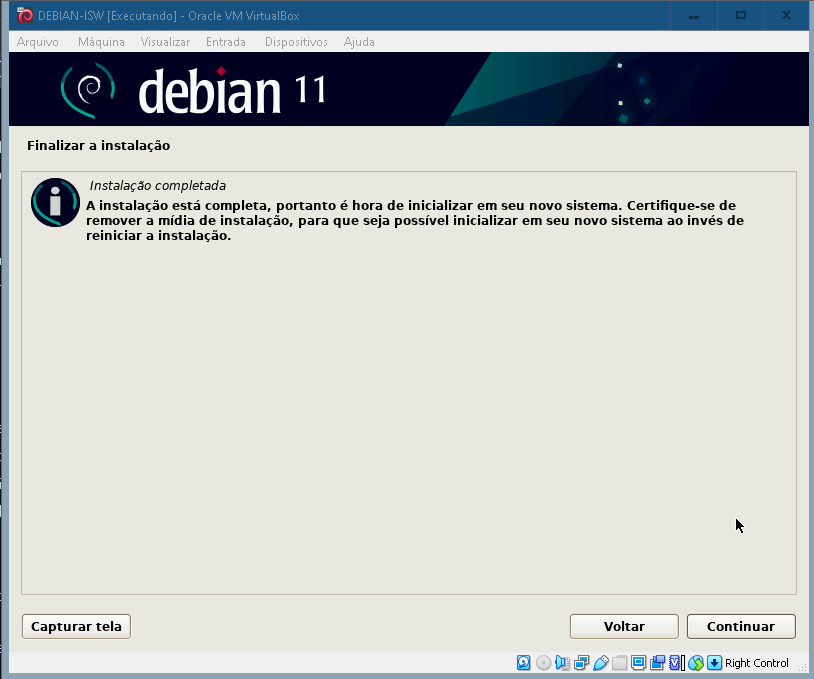 DEBIAN-ISW [Executando] - Oracle VM VirtualBox
Arquivo Máquina Visualizar Entrada Dispositivos Ajuda
debian 11
Finalizar a instalação
Instalação completada
A instalação está completa, portanto é hora de inicializar em seu novo sistema. Certifique-se de
remover a mídia de instalação, para que seja possível inicializar em seu novo sistema ao invés de
reiniciar a instalação.
Capturar tela Voltar Continuar
Right Control